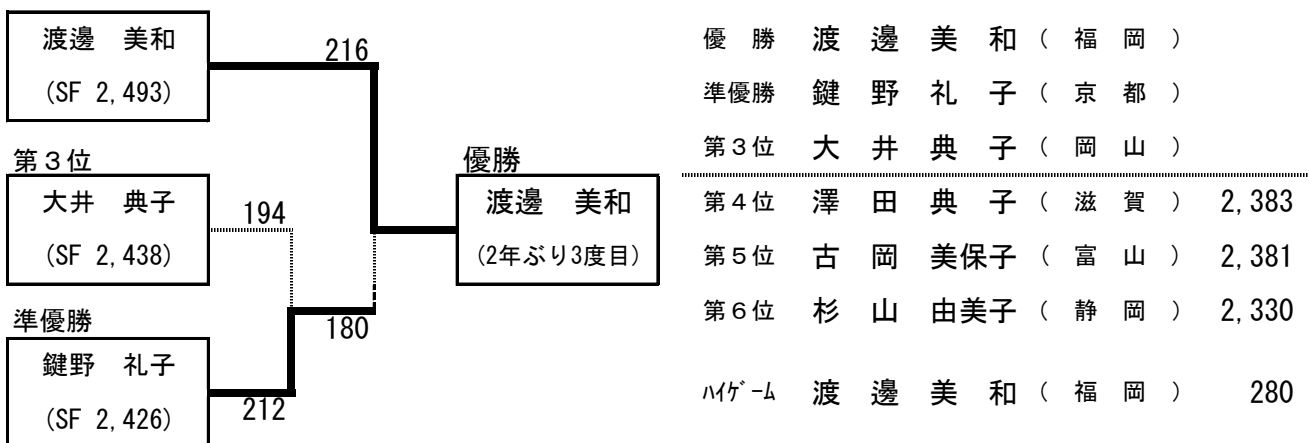 渡邊　美和
(SF 2,493)
216
第３位
大井　典子
(SF 2,438)
194
準優勝
鍵野　礼子
(SF 2,426)
212
180
優勝
渡邊　美和
(2年ぶり3度目)
優　勝　渡　邊　美　和（　福　岡　）
準優勝　鍵　野　礼　子（　京　都　）
第３位　大　井　典　子（　岡　山　）
第４位　澤　田　典　子（　滋　賀　）　2,383
第５位　古　岡　美保子（　富　山　）　2,381
第６位　杉　山　由美子（　静　岡　）　2,330
ﾊｲｹﾞｰﾑ　渡　邊　美　和（　福　岡　）　280